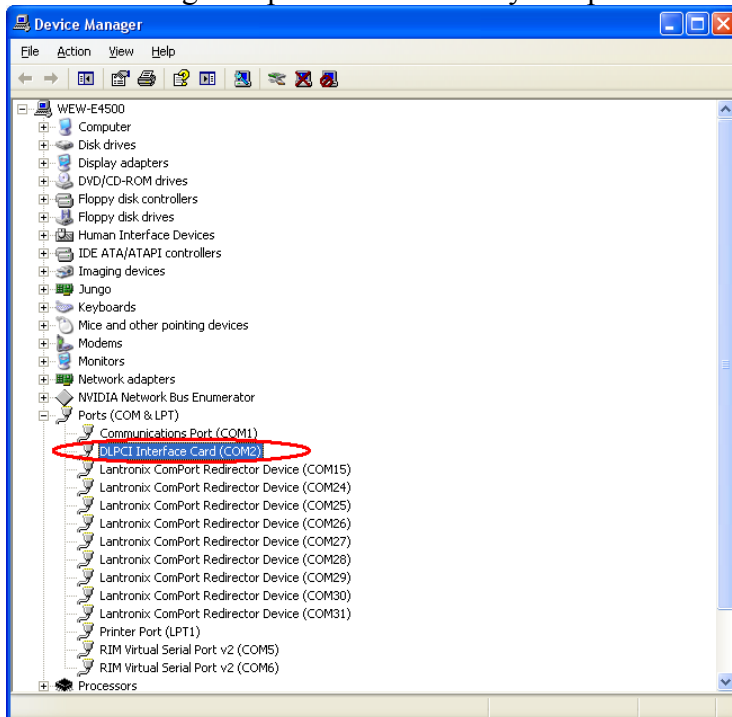 Device Manager
File Action View Help
WEW-E4500
Computer
Disk drives
Display adapters
DVD/CD-ROM drives
Floppy disk controllers
Floppy disk drives
Human Interface Devices
IDE ATA/ATAPI controllers
Imaging devices
Jungo
Keyboards
Mice and other pointing devices
Modems
Monitors
Network adapters
NVIDIA Network Bus Enumerator
Ports (COM & LPT)
Communications Port (COM1)
DLPCI Interface Card (COM2)
Lantronix ComPort Redirector Device (COM15)
Lantronix ComPort Redirector Device (COM24)
Lantronix ComPort Redirector Device (COM25)
Lantronix ComPort Redirector Device (COM26)
Lantronix ComPort Redirector Device (COM27)
Lantronix ComPort Redirector Device (COM28)
Lantronix ComPort Redirector Device (COM29)
Lantronix ComPort Redirector Device (COM30)
Lantronix ComPort Redirector Device (COM31)
Printer Port (LPT1)
RIM Virtual Serial Port v2 (COM5)
RIM Virtual Serial Port v2 (COM6)
Processors